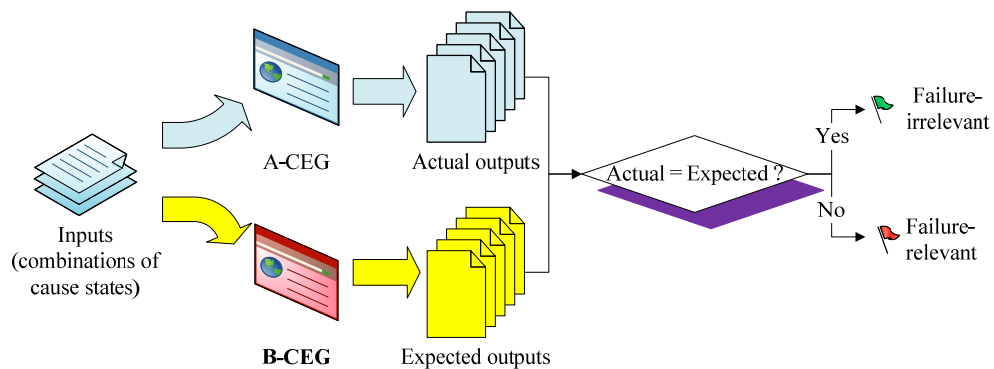 Inputs
(combinations of
cause states)
A-CEG
B-CEG
Actual outputs
Expected outputs
Actual = Expected ?
Yes
No
Failure-
irrelevant
Failure-
relevant